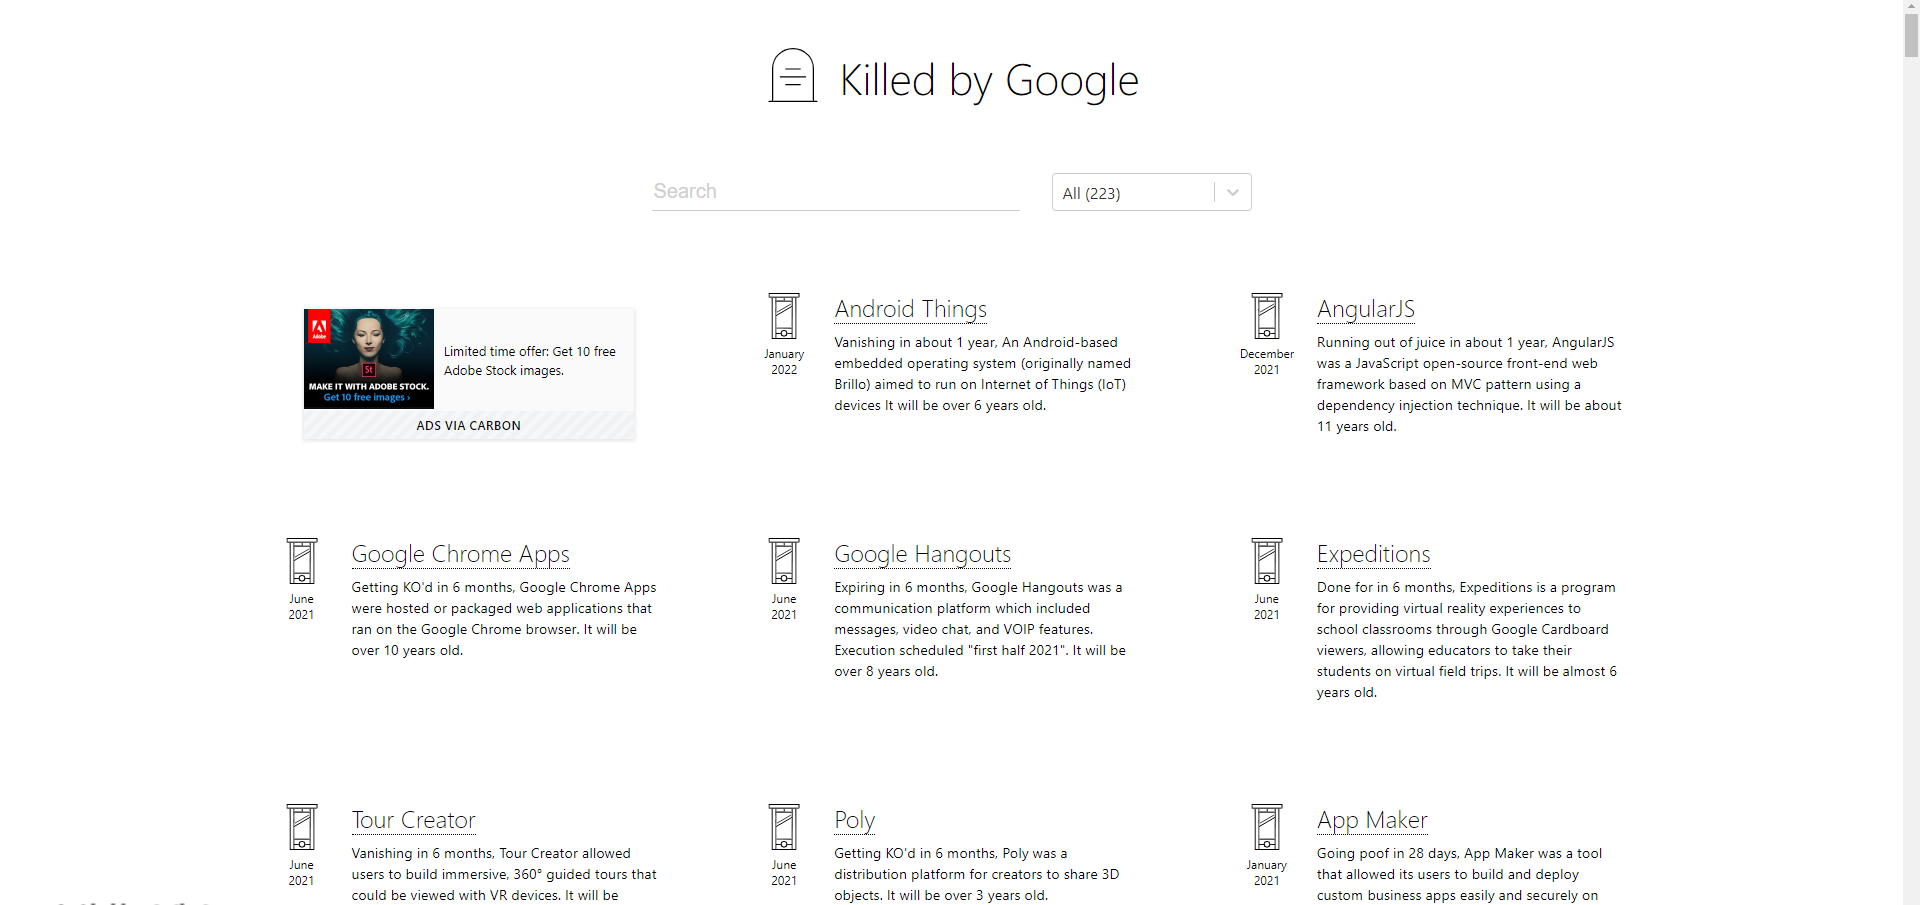 Killed by Google
Search
All (223)
Adobe
St
MAKE IT WITH ADOBE STOCK.
Get 10 free images ›
Limited time offer: Get 10 free
Adobe Stock images.
ADS VIA CARBON
January
2022
Android Things
Vanishing in about 1 year, An Android-based
embedded operating system (originally named
Brillo) aimed to run on Internet of Things (IoT)
devices It will be over 6 years old.
December
2021
AngularJS
Running out of juice in about 1 year, AngularJS
was a JavaScript open-source front-end web
framework based on MVC pattern using a
dependency injection technique. It will be about
11 years old.
June
2021
Google Chrome Apps
Getting KO'd in 6 months, Google Chrome Apps
were hosted or packaged web applications that
ran on the Google Chrome browser. It will be
over 10 years old.
June
2021
Google Hangouts
Expiring in 6 months, Google Hangouts was a
communication platform which included
messages, video chat, and VOIP features.
Execution scheduled "first half 2021". It will be
over 8 years old.
June
2021
Expeditions
Done for in 6 months, Expeditions is a program
for providing virtual reality experiences to
school classrooms through Google Cardboard
viewers, allowing educators to take their
students on virtual field trips. It will be almost 6
years old.
June
2021
Tour Creator
Vanishing in 6 months, Tour Creator allowed
users to build immersive, 360° guided tours that
could be viewed with VR devices. It will be
June
2021
Poly
Getting KO'd in 6 months, Poly was a
distribution platform for creators to share 3D
objects. It will be over 3 years old.
January
2021
App Maker
Going poof in 28 days, App Maker was a tool
that allowed its users to build and deploy
custom business apps easily and securely on